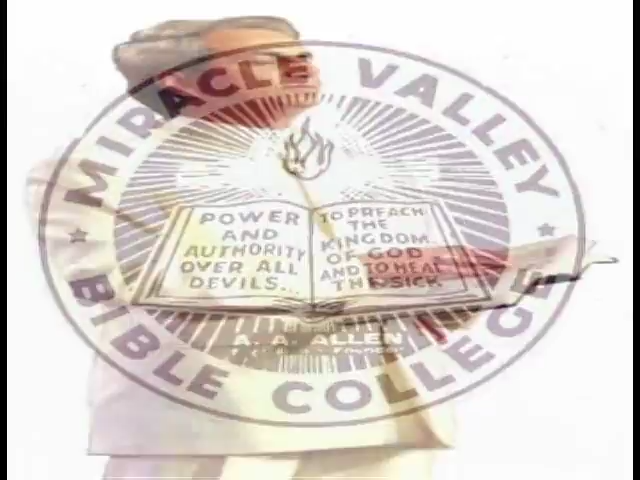 MIRACLE VALLEY
POWER
AND
AUTHORITY
OVER ALL
DEVILS...
TO PREACH
THE
KINGDOM
OF GOD
AND TO HEAL
THE SICK
A. A. ALLEN
BIBLE COLLEGE